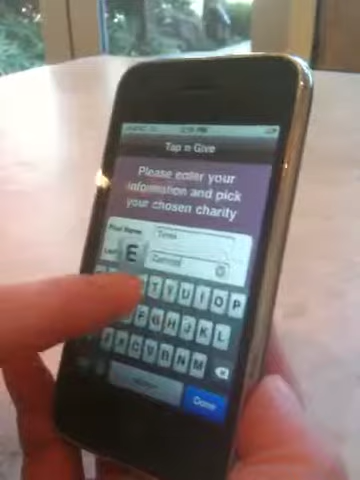 Tap n Give
Please enter your
information and pick
your chosen charity
First Name
E
T Y U I O P
F G H J K L
Z X C V B N M
Done